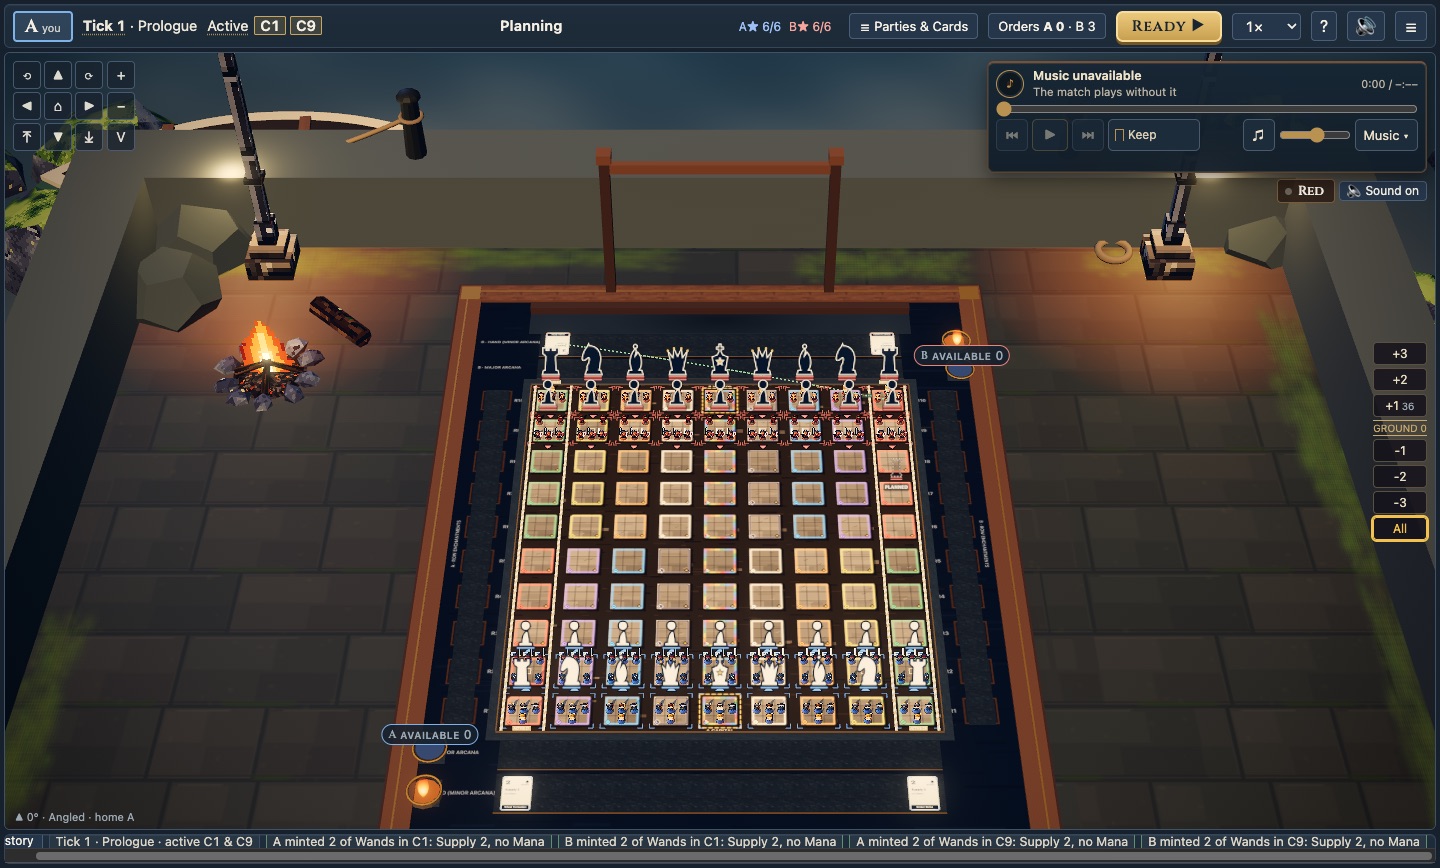 A you
Tick 1 · Prologue Active C1 C9
Planning
A★ 6/6 B★ 6/6
≡ Parties & Cards
Orders A 0 · B 3
READY ▶
1x
?
≡
⟲ ▲ ⟳ +
◀ ⌂ ▶ −
V
Music unavailable
The match plays without it
0:00 / –:––
Keep
Music
RED
Sound on
B AVAILABLE 0
PLANNED
+3
+2
+1 36
GROUND 0
-1
-2
-3
All
A AVAILABLE 0
▲ 0° · Angled · home A
story
Tick 1 · Prologue · active C1 & C9
A minted 2 of Wands in C1: Supply 2, no Mana
B minted 2 of Wands in C1: Supply 2, no Mana
A minted 2 of Wands in C9: Supply 2, no Mana
B minted 2 of Wands in C9: Supply 2, no Mana